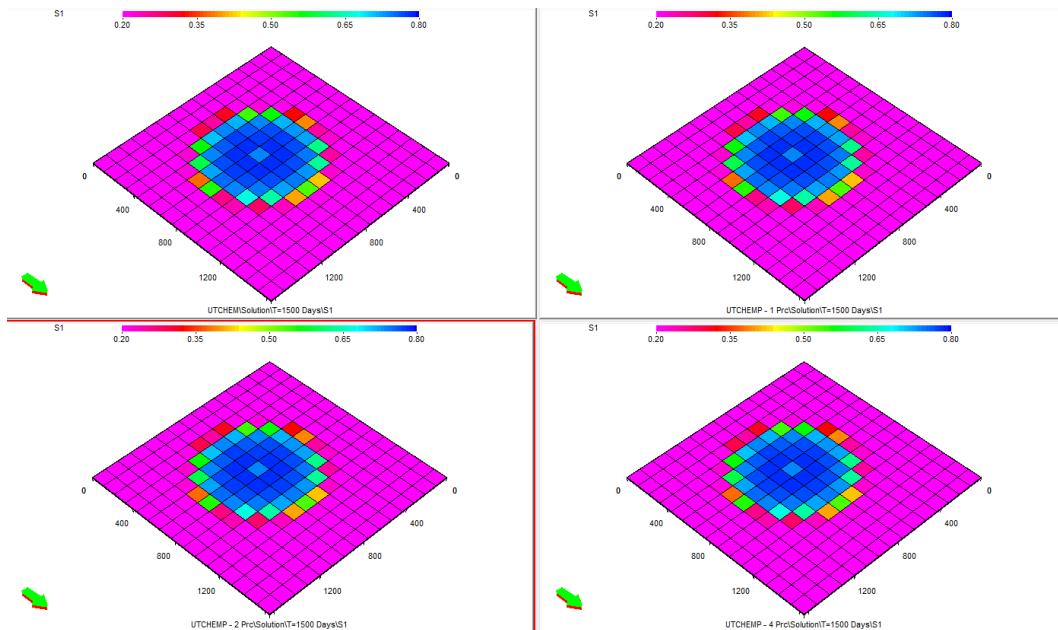 S1
0.20 0.35 0.50 0.65 0.80
0 0
400 400
800 800
1200 1200
UTCHEM\Solution\T=1500 Days\S1
S1
0.20 0.35 0.50 0.65 0.80
0 0
400 400
800 800
1200 1200
UTCHEMP - 1 Prc\Solution\T=1500 Days\S1
S1
0.20 0.35 0.50 0.65 0.80
0 0
400 400
800 800
1200 1200
UTCHEMP - 2 Prc\Solution\T=1500 Days\S1
S1
0.20 0.35 0.50 0.65 0.80
0 0
400 400
800 800
1200 1200
UTCHEMP - 4 Prc\Solution\T=1500 Days\S1